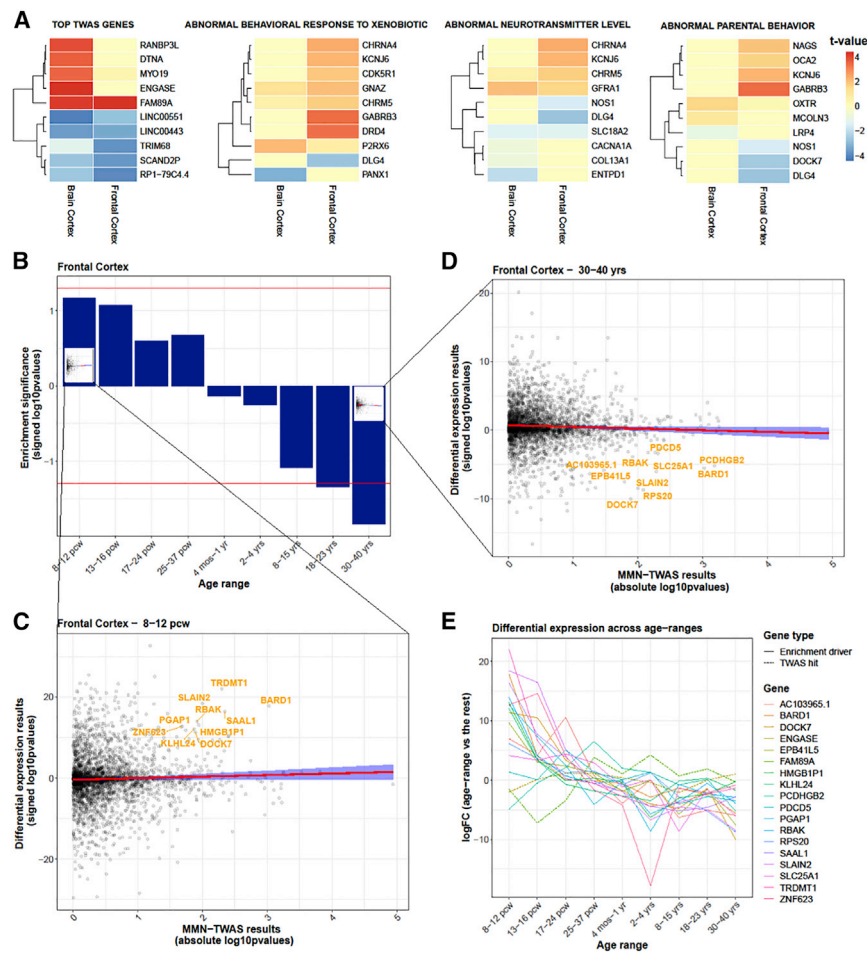 A
TOP TWAS GENES
RANBP3L
DTNA
MYO19
ENGASE
FAM89A
LINC00551
LINC00443
TRIM68
SCAND2P
RP1-79C4.4
Brain Cortex
Frontal Cortex
ABNORMAL BEHAVIORAL RESPONSE TO XENOBIOTIC
CHRNA4
KCNJ6
CDK5R1
GNAZ
CHRM5
GABRB3
DRD4
P2RX6
DLG4
PANX1
Brain Cortex
Frontal Cortex
ABNORMAL NEUROTRANSMITTER LEVEL
CHRNA4
KCNJ6
CHRM5
GFRA1
NOS1
DLG4
SLC18A2
CACNA1A
COL13A1
ENTPD1
Brain Cortex
Frontal Cortex
ABNORMAL PARENTAL BEHAVIOR
NAGS
OCA2
KCNJ6
GABRB3
OXTR
MCOLN3
LRP4
NOS1
DOCK7
DLG4
Brain Cortex
Frontal Cortex
t-value
4
2
0
-2
-4
B
Frontal Cortex
Enrichment significance
(signed log10pvalues)
1
0
-1
8-12 pcw
13-16 pcw
17-24 pcw
25-37 pcw
4 mos-1 yr
2-4 yrs
8-15 yrs
18-23 yrs
30-40 yrs
Age range
D
Frontal Cortex - 30-40 yrs
Differential expression results
(signed log10pvalues)
20
10
0
-10
PDCD5
AC103965.1
RBAK
PCDHGB2
SLC25A1
EPB41L5
BARD1
SLAIN2
RPS20
DOCK7
0
1
2
3
4
5
MMN-TWAS results
(absolute log10pvalues)
C
Frontal Cortex - 8-12 pcw
Differential expression results
(signed log10pvalues)
20
0
-20
TRDMT1
SLAIN2
BARD1
RBAK
PGAP1
SAAL1
ZNF623
HMGB1P1
KLHL24
DOCK7
0
1
2
3
4
5
MMN-TWAS results
(absolute log10pvalues)
E
Differential expression across age-ranges
logFC (age-range vs the rest)
20
10
0
-10
8-12 pcw
13-16 pcw
17-24 pcw
25-37 pcw
4 mos-1 yr
2-4 yrs
8-15 yrs
18-23 yrs
30-40 yrs
Age range
Gene type
Enrichment driver
TWAS hit
Gene
AC103965.1
BARD1
DOCK7
ENGASE
EPB41L5
FAM89A
HMGB1P1
KLHL24
PCDHGB2
PDCD5
PGAP1
RBAK
RPS20
SAAL1
SLAIN2
SLC25A1
TRDMT1
ZNF623